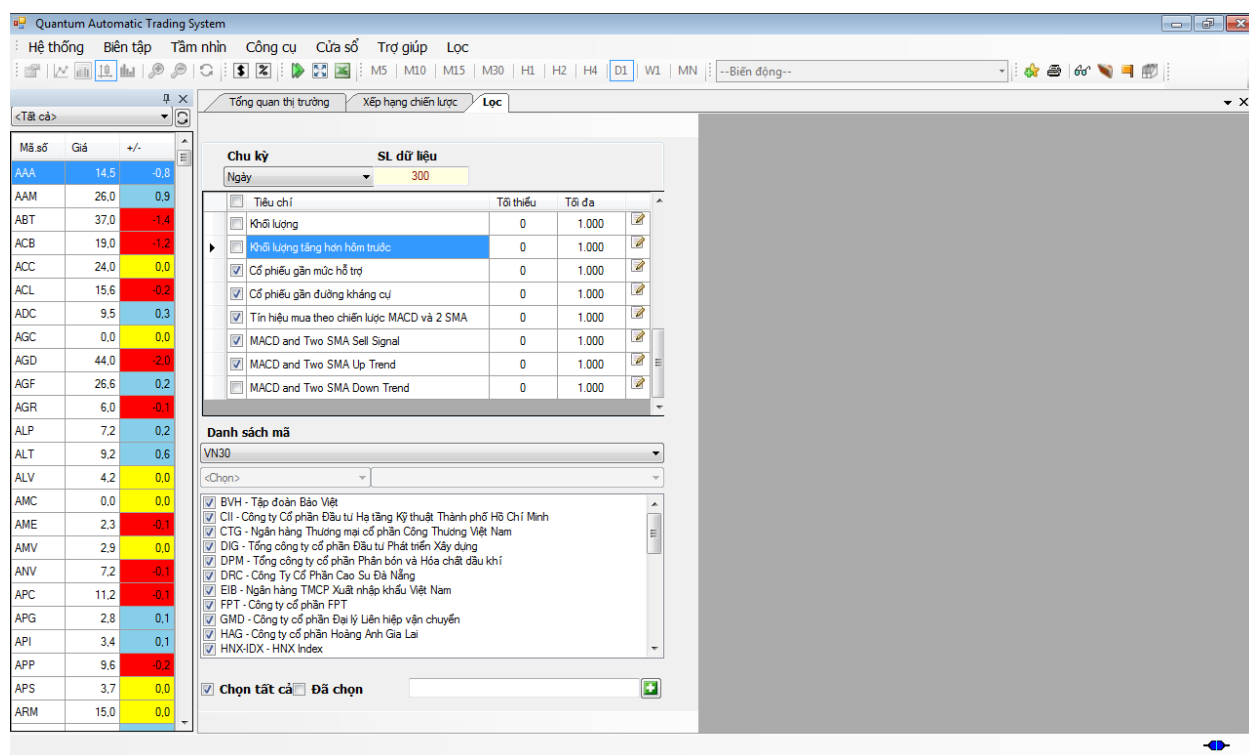 Quantum Automatic Trading System
Hệ thống Biên tập Tầm nhìn Công cụ Cửa sổ Trợ giúp Lọc
M5 M10 M15 M30 H1 H2 H4 D1 W1 MN --Biến động--
Tổng quan thị trường Xếp hạng chiến lược Lọc
<Tất cả>
Mã số Giá +/-
AAA 14,5 -0,8
AAM 26,0 0,9
ABT 37,0 -1,4
ACB 19,0 -1,2
ACC 24,0 0,0
ACL 15,6 -0,2
ADC 9,5 0,3
AGC 0,0 0,0
AGD 44,0 -2,0
AGF 26,6 0,2
AGR 6,0 -0,1
ALP 7,2 0,2
ALT 9,2 0,6
ALV 4,2 0,0
AMC 0,0 0,0
AME 2,3 -0,1
AMV 2,9 0,0
ANV 7,2 -0,1
APC 11,2 -0,1
APG 2,8 0,1
API 3,4 0,1
APP 9,6 -0,2
APS 3,7 0,0
ARM 15,0 0,0
Chu kỳ SL dữ liệu
Ngày 300
Tiêu chí Tối thiểu Tối đa
Khối lượng 0 1.000
Khối lượng tăng hơn hôm trước 0 1.000
Cổ phiếu gần mức hỗ trợ 0 1.000
Cổ phiếu gần đường kháng cự 0 1.000
Tín hiệu mua theo chiến lược MACD và 2 SMA 0 1.000
MACD and Two SMA Sell Signal 0 1.000
MACD and Two SMA Up Trend 0 1.000
MACD and Two SMA Down Trend 0 1.000
Danh sách mã
VN30
<Chọn>
BVH - Tập đoàn Bảo Việt
CII - Công ty Cổ phần Đầu tư Hạ tầng Kỹ thuật Thành phố Hồ Chí Minh
CTG - Ngân hàng Thương mại cổ phần Công Thương Việt Nam
DIG - Tổng công ty cổ phần Đầu tư Phát triển Xây dựng
DPM - Tổng công ty cổ phần Phân bón và Hóa chất dầu khí
DRC - Công Ty Cổ Phần Cao Su Đà Nẵng
EIB - Ngân hàng TMCP Xuất nhập khẩu Việt Nam
FPT - Công ty cổ phần FPT
GMD - Công ty cổ phần Đại lý Liên hiệp vận chuyển
HAG - Công ty cổ phần Hoàng Anh Gia Lai
HNX-IDX - HNX Index
Chọn tất cả Đã chọn